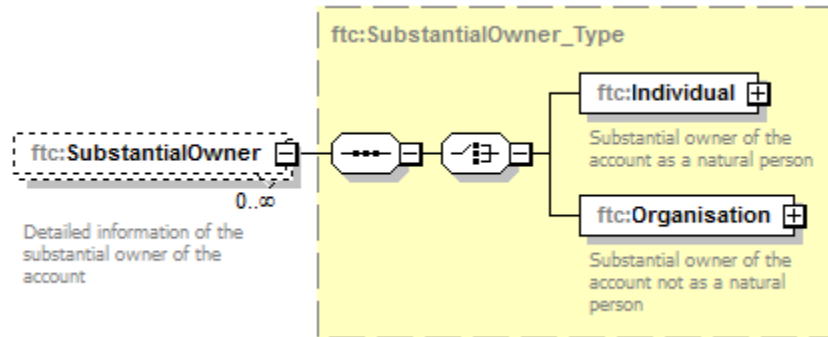 ftc:SubstantialOwner_Type
ftc:Individual
Substantial owner of the
account as a natural person
ftc:SubstantialOwner
0..∞
Detailed information of the
substantial owner of the
account
ftc:Organisation
Substantial owner of the
account not as a natural
person